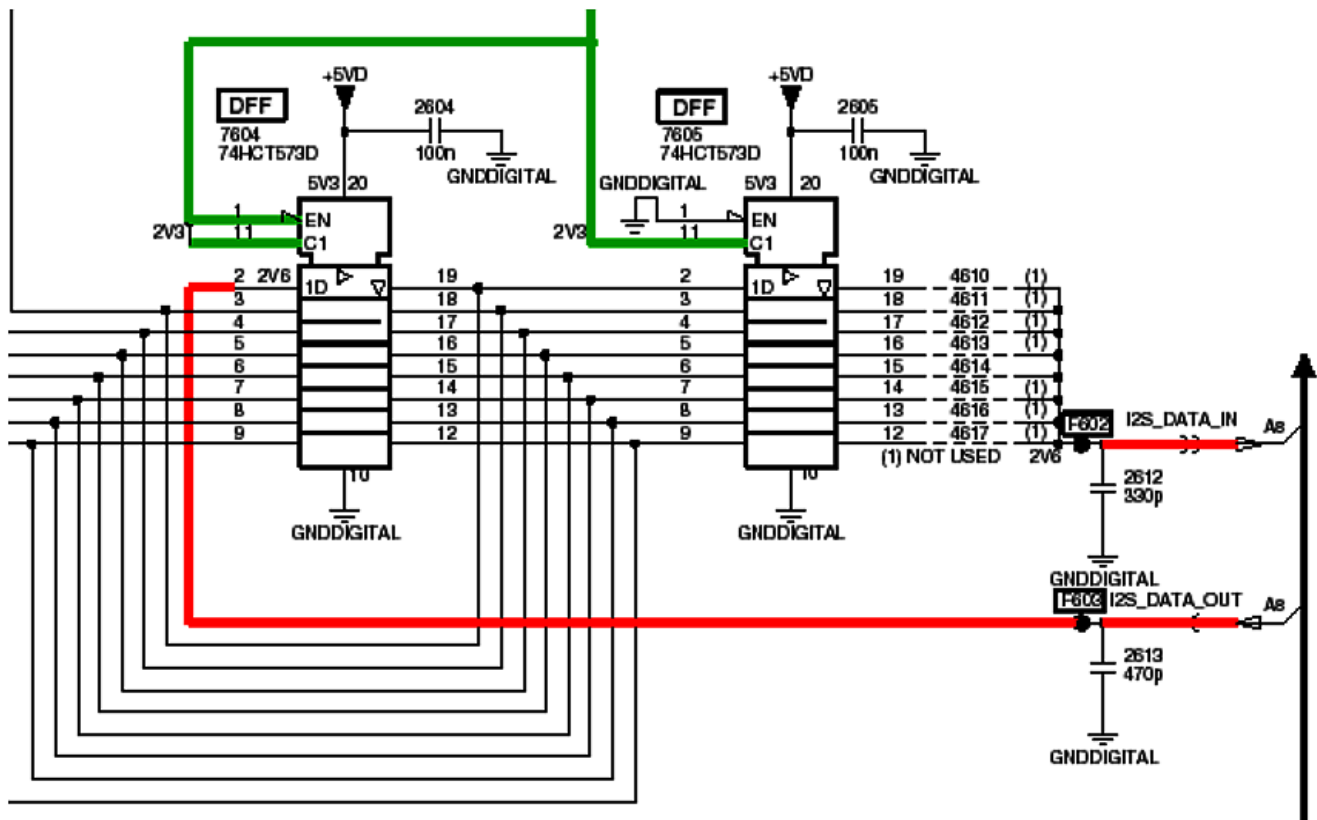 +5VD
+5VD
DFF
2604
DFF
2605
7604
74HCT573D
100n
7605
74HCT573D
100n
GNDDIGITAL
GNDDIGITAL
5V3 20
GNDDIGITAL
5V3 20
1
EN
1
EN
2V3 11
C1
2V3 11
C1
2 2V6 1D 19 2 1D 19 4610 (1)
3 18 3 18 4611 (1)
4 17 4 17 4612 (1)
5 16 5 16 4613 (1)
6 15 6 15 4614
7 14 7 14 4615 (1)
8 13 8 13 4616 (1)
9 12 9 12 4617 (1)
F602 I2S_DATA_IN A8
(1) NOT USED 2V6
10
10
2612
330p
GNDDIGITAL
GNDDIGITAL
GNDDIGITAL
F603 I2S_DATA_OUT A8
2613
470p
GNDDIGITAL